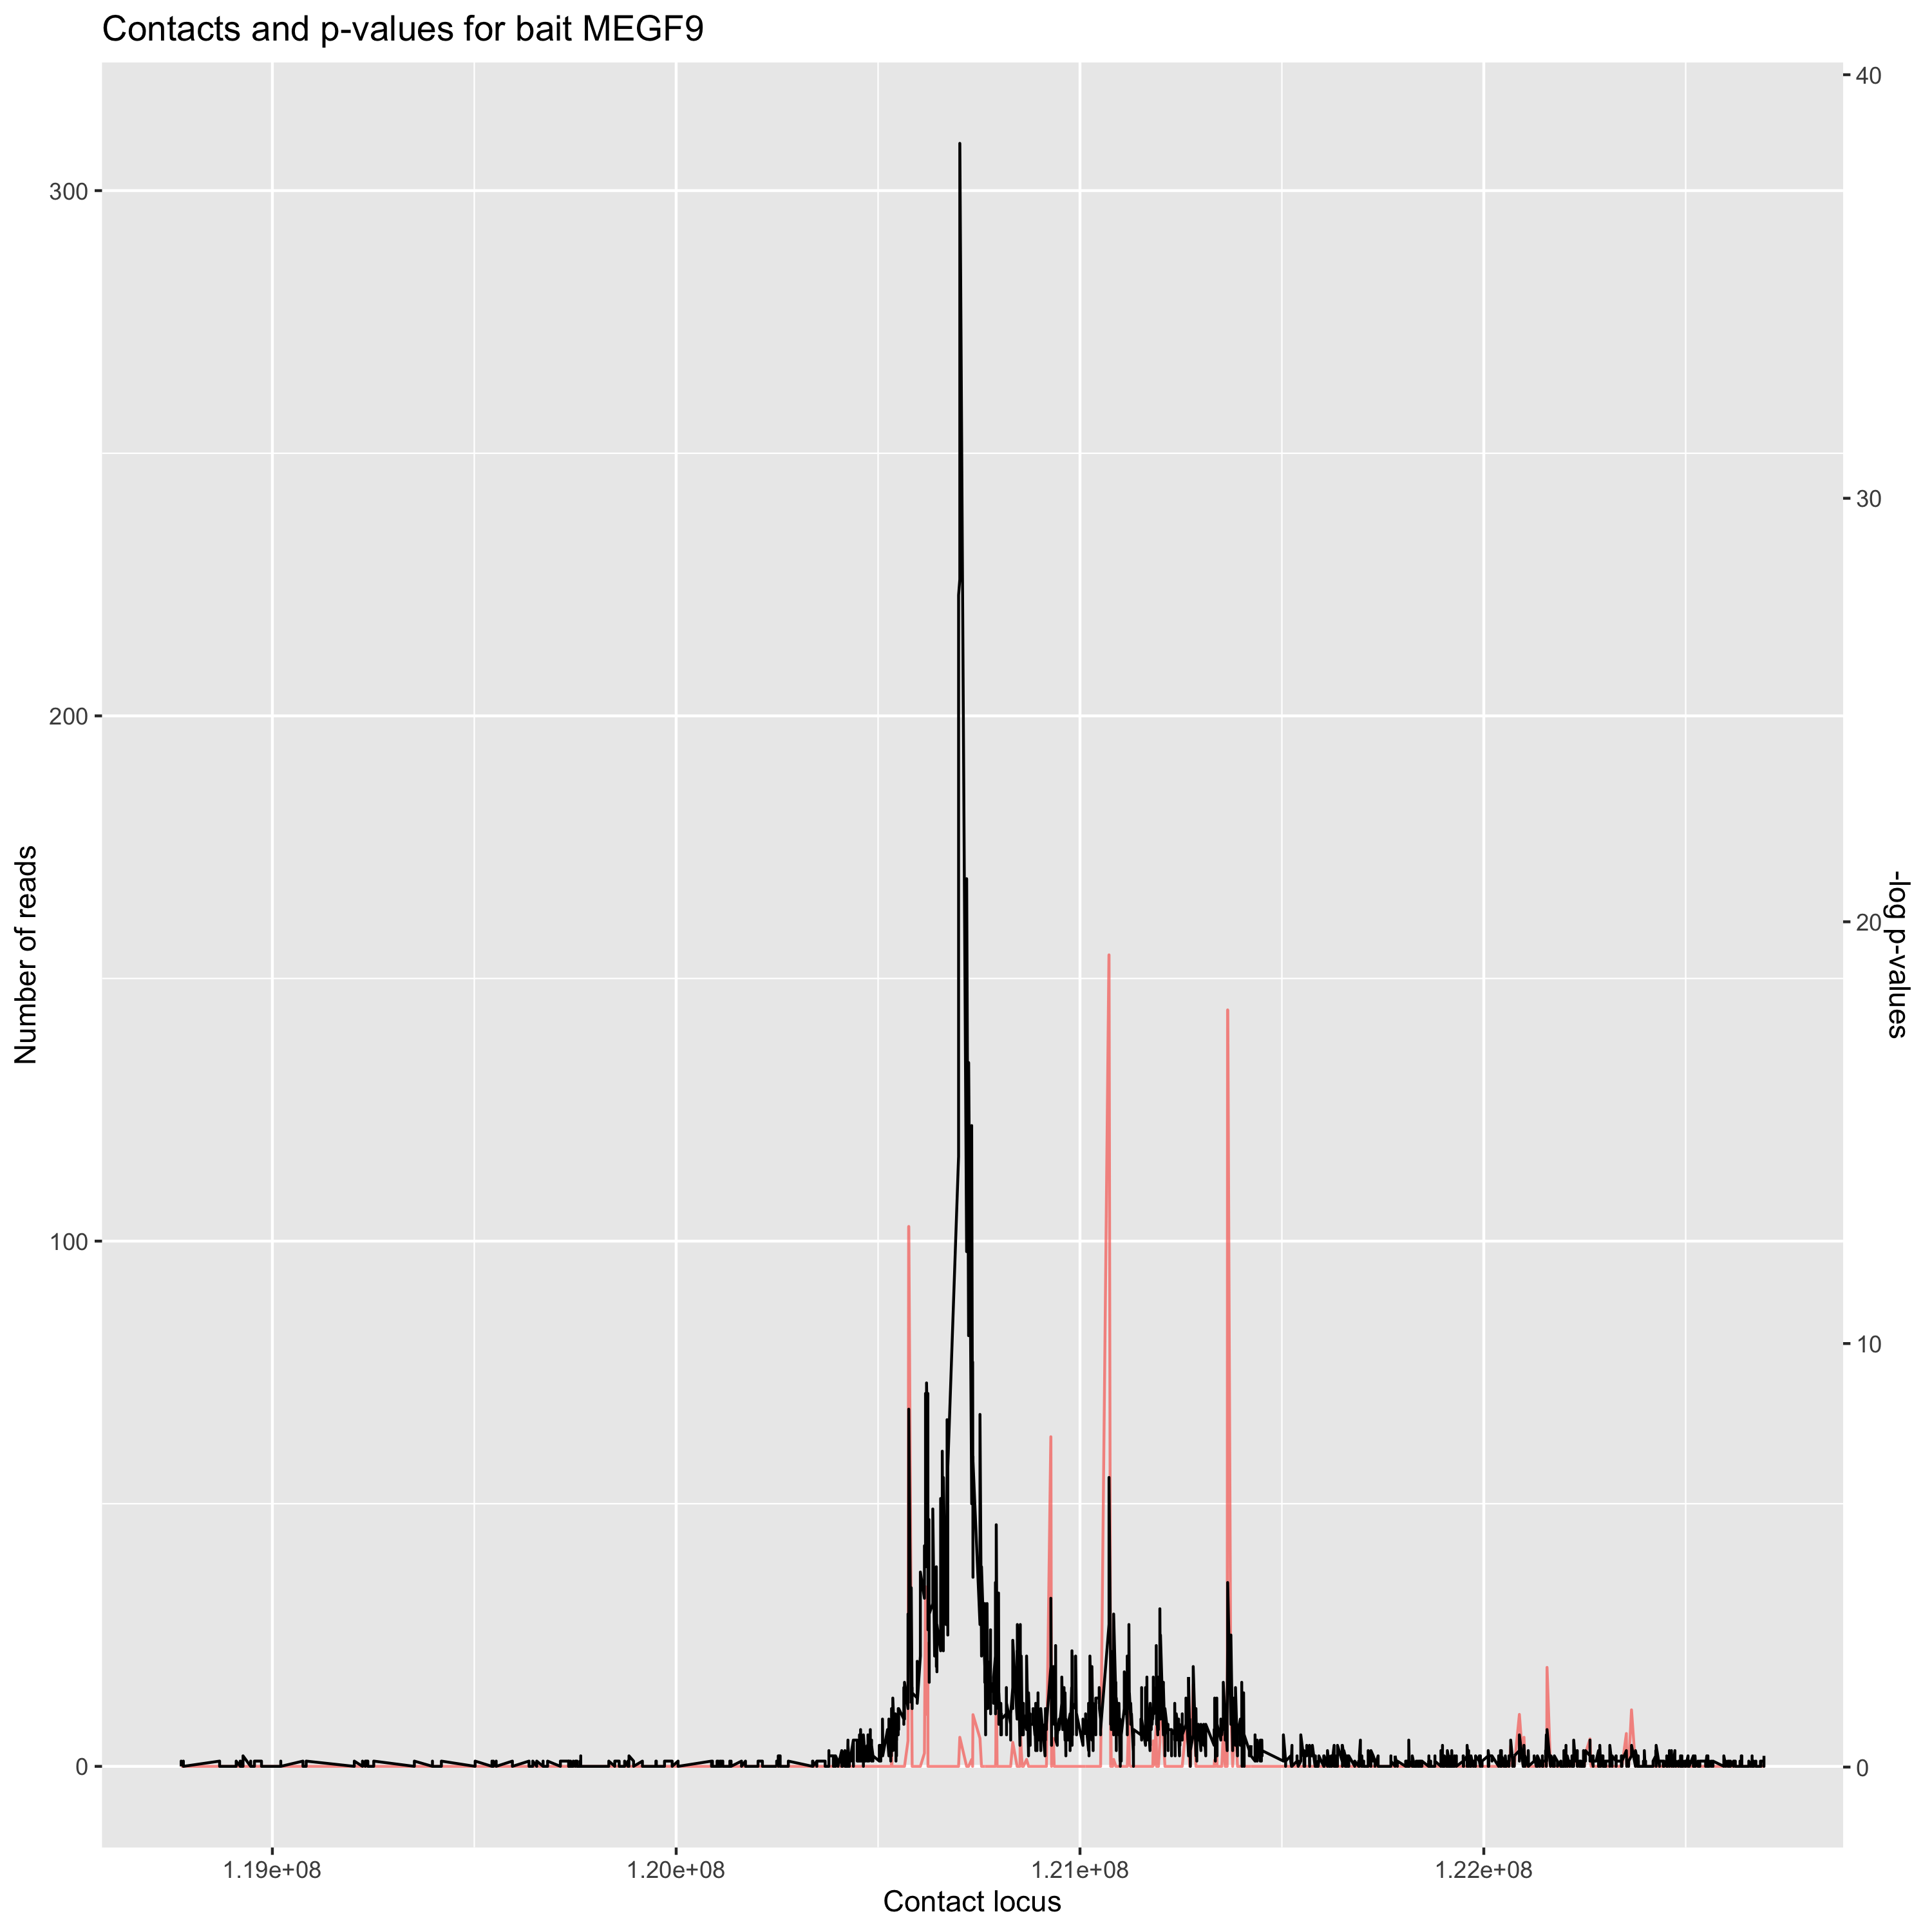 Contacts and p-values for bait MEGF9
Number of reads
300
200
100
0
40
30
20
10
0
-log p-values
1.19e+08 1.20e+08 1.21e+08 1.22e+08
Contact locus